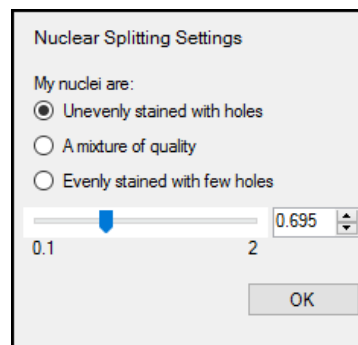 Nuclear Splitting Settings
My nuclei are:
Unevenly stained with holes
A mixture of quality
Evenly stained with few holes
0.695
0.1 2
OK